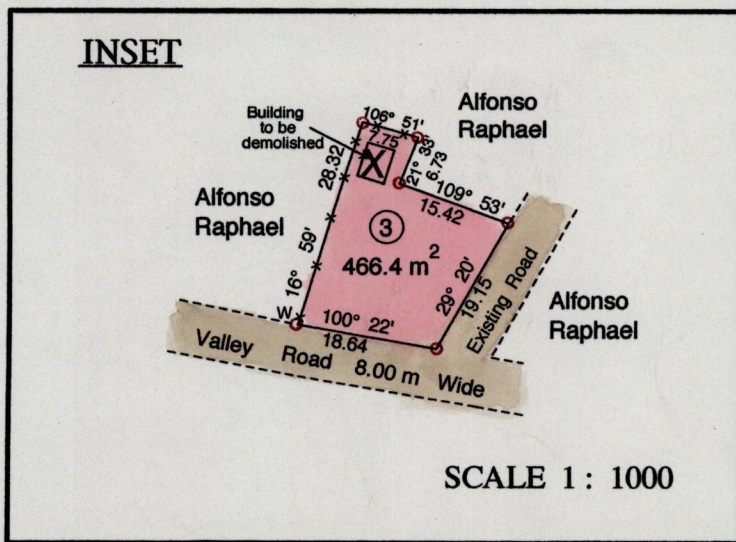 INSET
Alfonso
Raphael
Building
to be
demolished
106° 51'
7.75
21° 33'
6.73
109° 53'
15.42
28.32
16° 59'
Alfonso
Raphael
3
466.4 m²
X
29° 20'
19.15
Existing Road
Alfonso
Raphael
W
100° 22'
18.64
Valley Road 8.00 m Wide
SCALE 1 : 1000